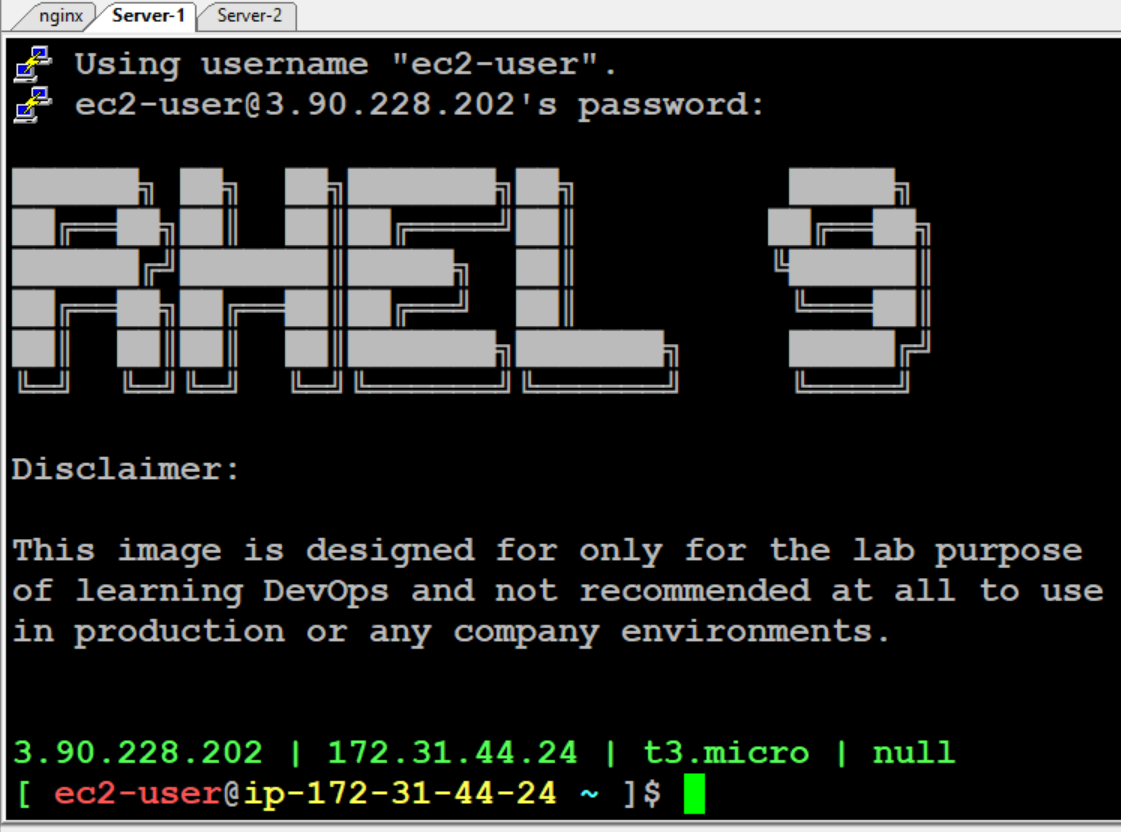 nginx Server-1 Server-2
Using username "ec2-user".
ec2-user@3.90.228.202's password:
RHEL 9
Disclaimer:
This image is designed for only for the lab purpose
of learning DevOps and not recommended at all to use
in production or any company environments.
3.90.228.202 | 172.31.44.24 | t3.micro | null
[ ec2-user@ip-172-31-44-24 ~ ]$